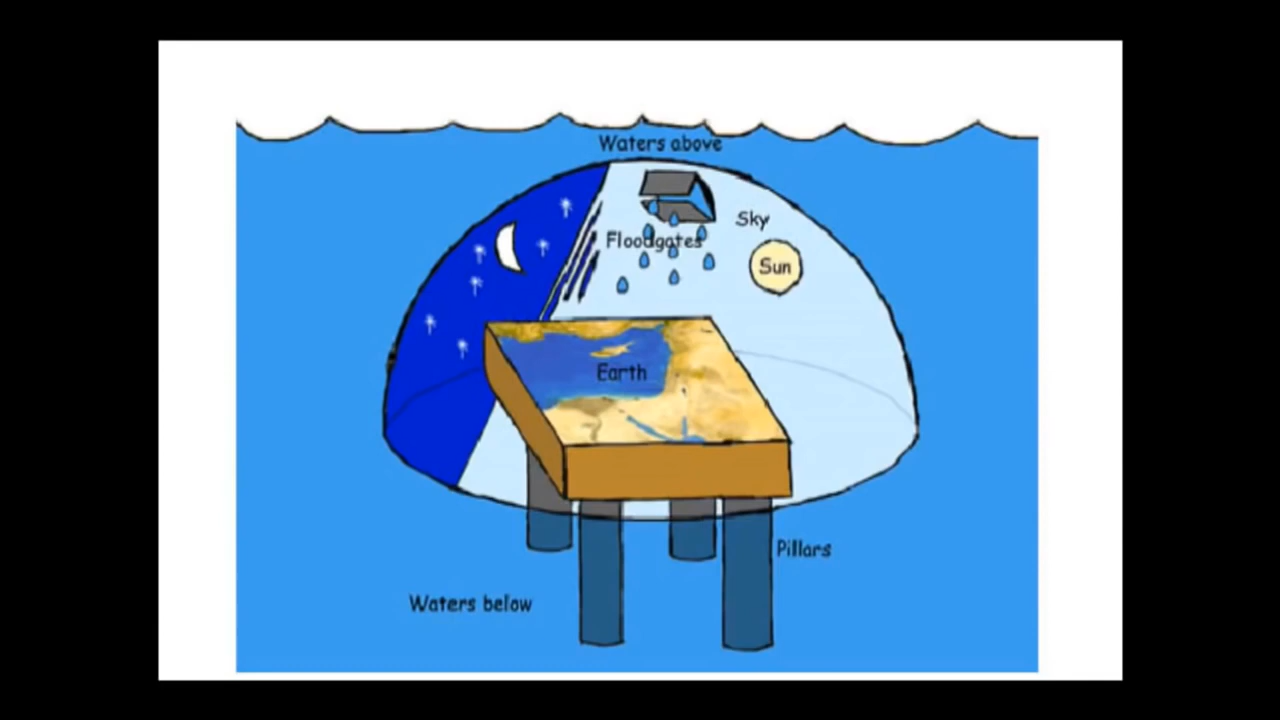 Waters above
Sky
Floodgates
Sun
Earth
Pillars
Waters below